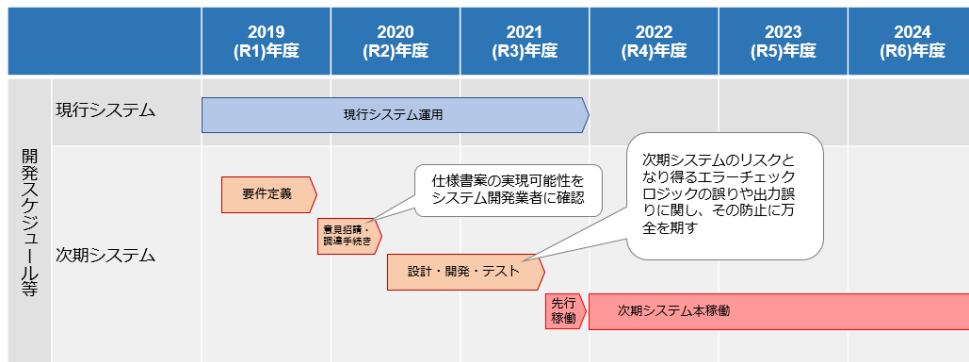 2019
(R1)年度
2020
(R2)年度
2021
(R3)年度
2022
(R4)年度
2023
(R5)年度
2024
(R6)年度
開発スケジュール等
現行システム
現行システム運用
次期システム
要件定義
意見招請・
調達手続き
仕様書案の実現可能性を
システム開発業者に確認
設計・開発・テスト
次期システムのリスクと
なり得るエラーチェック
ロジックの誤りや出力誤
りに関し、その防止に万
全を期す
先行
稼働
次期システム本稼働